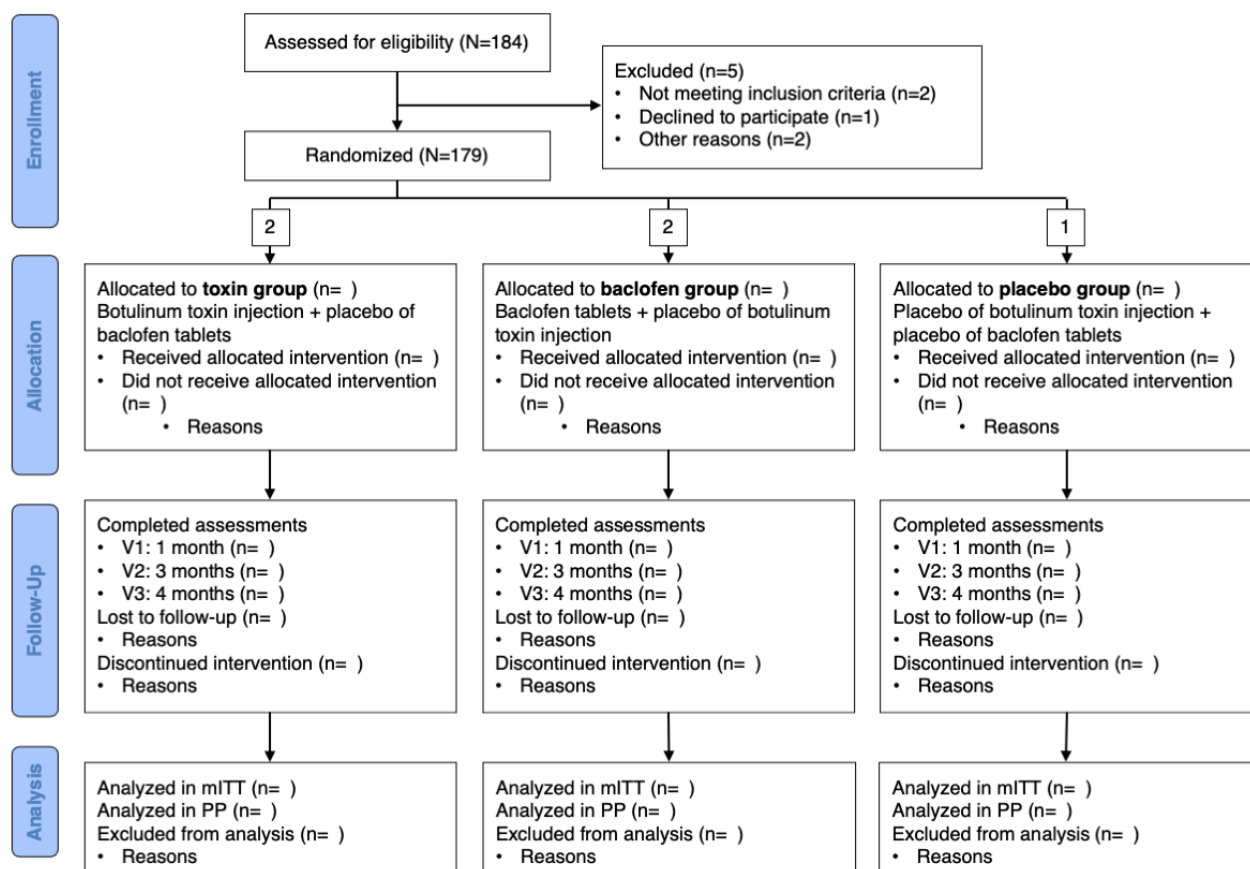 Enrollment
Assessed for eligibility (N=184)
Excluded (n=5)
• Not meeting inclusion criteria (n=2)
• Declined to participate (n=1)
• Other reasons (n=2)
Randomized (N=179)
2
2
1
Allocation
Allocated to toxin group (n= )
Botulinum toxin injection + placebo of
baclofen tablets
• Received allocated intervention (n= )
• Did not receive allocated intervention
(n= )
• Reasons
Allocated to baclofen group (n= )
Baclofen tablets + placebo of botulinum
toxin injection
• Received allocated intervention (n= )
• Did not receive allocated intervention
(n= )
• Reasons
Allocated to placebo group (n= )
Placebo of botulinum toxin injection +
placebo of baclofen tablets
• Received allocated intervention (n= )
• Did not receive allocated intervention
(n= )
• Reasons
Follow-Up
Completed assessments
• V1: 1 month (n= )
• V2: 3 months (n= )
• V3: 4 months (n= )
Lost to follow-up (n= )
• Reasons
Discontinued intervention (n= )
• Reasons
Completed assessments
• V1: 1 month (n= )
• V2: 3 months (n= )
• V3: 4 months (n= )
Lost to follow-up (n= )
• Reasons
Discontinued intervention (n= )
• Reasons
Completed assessments
• V1: 1 month (n= )
• V2: 3 months (n= )
• V3: 4 months (n= )
Lost to follow-up (n= )
• Reasons
Discontinued intervention (n= )
• Reasons
Analysis
Analyzed in mITT (n= )
Analyzed in PP (n= )
Excluded from analysis (n= )
• Reasons
Analyzed in mITT (n= )
Analyzed in PP (n= )
Excluded from analysis (n= )
• Reasons
Analyzed in mITT (n= )
Analyzed in PP (n= )
Excluded from analysis (n= )
• Reasons